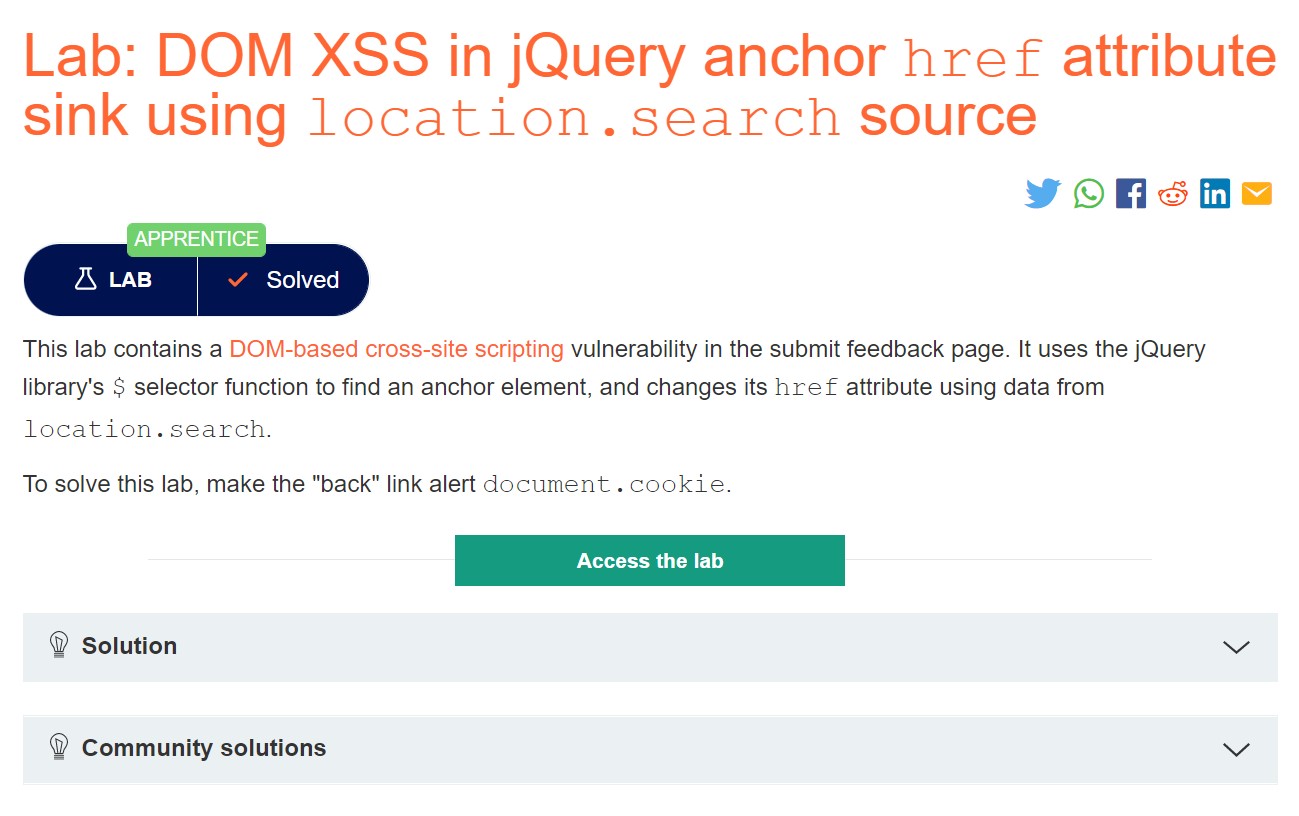 Lab: DOM XSS in jQuery anchor href attribute
sink using location.search source
APPRENTICE
LAB
Solved
This lab contains a DOM-based cross-site scripting vulnerability in the submit feedback page. It uses the jQuery
library's $ selector function to find an anchor element, and changes its href attribute using data from
location.search.
To solve this lab, make the "back" link alert document.cookie.
Access the lab
Solution
Community solutions